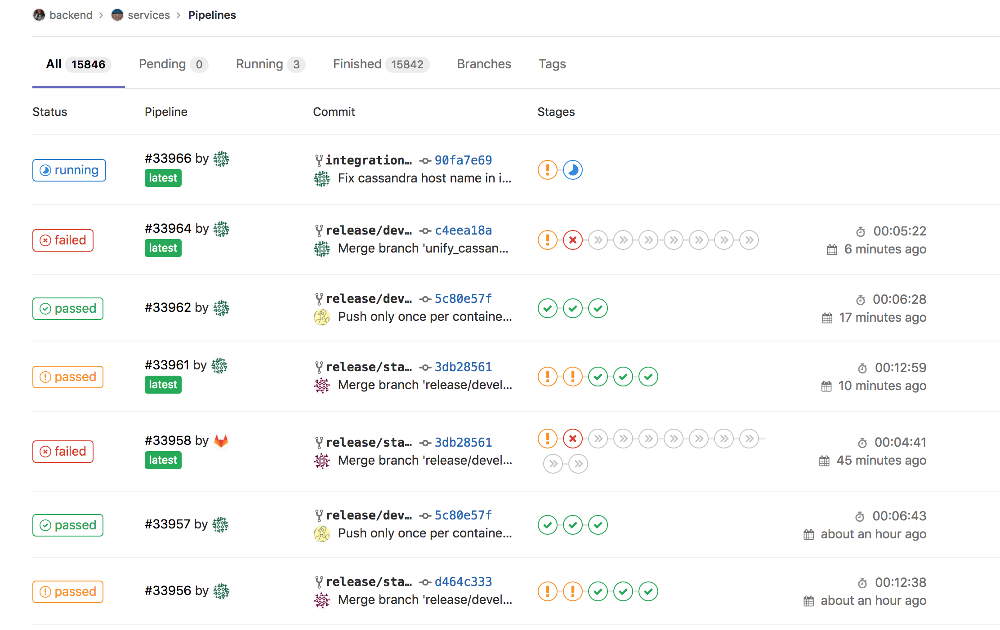 backend > services > Pipelines
All 15846 Pending 0 Running 3 Finished 15842 Branches Tags
Status Pipeline Commit Stages
running #33966 by latest integration… 90fa7e69
Fix cassandra host name in i…
failed #33964 by latest release/dev… c4eea18a 00:05:22
Merge branch 'unify_cassan… 6 minutes ago
passed #33962 by release/dev… 5c80e57f 00:06:28
Push only once per containe… 17 minutes ago
passed #33961 by latest release/sta… 3db28561 00:12:59
Merge branch 'release/devel… 10 minutes ago
failed #33958 by latest release/sta… 3db28561 00:04:41
Merge branch 'release/devel… 45 minutes ago
passed #33957 by release/dev… 5c80e57f 00:06:43
Push only once per containe… about an hour ago
passed #33956 by release/sta… d464c333 00:12:38
Merge branch 'release/devel… about an hour ago